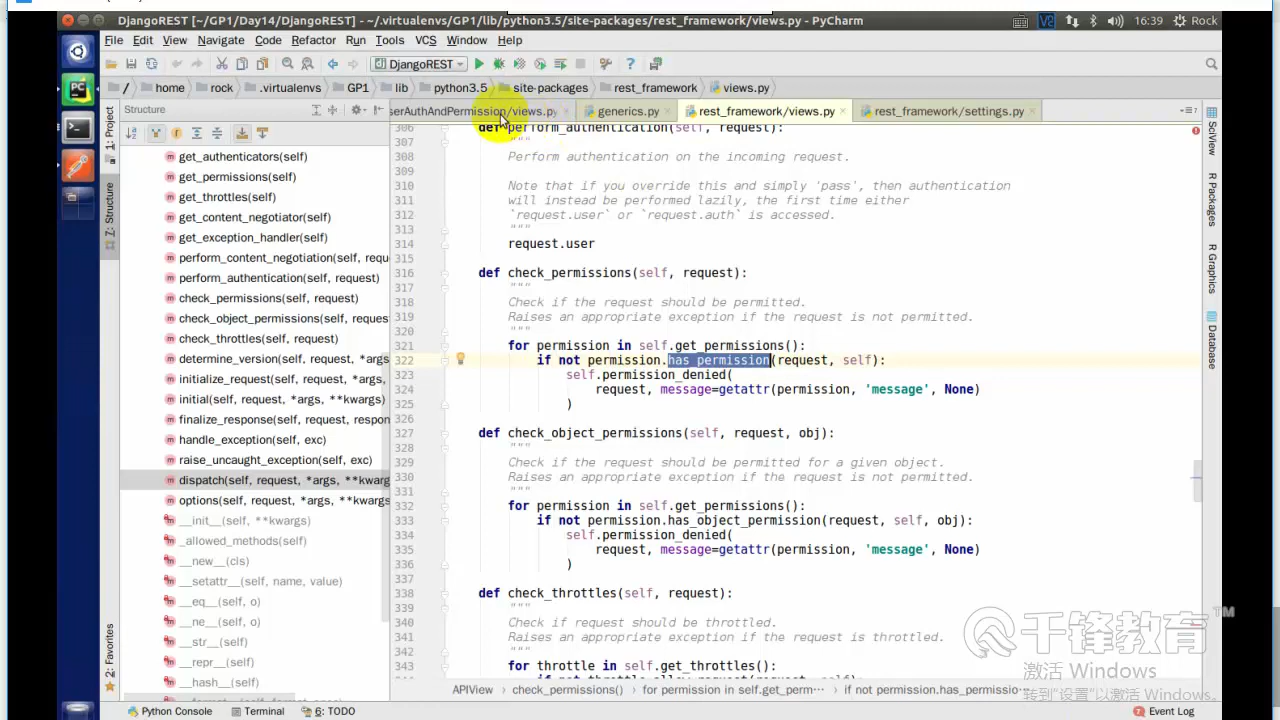 DjangoREST [~/GP1/Day14/DjangoREST] - ~/.virtualenvs/GP1/lib/python3.5/site-packages/rest_framework/views.py - PyCharm
16:39 Rock
File Edit View Navigate Code Refactor Run Tools VCS Window Help
DjangoREST
/ home rock .virtualenvs GP1 lib python3.5 site-packages rest_framework views.py
Structure
serAuthAndPermission/views.py generics.py rest_framework/views.py rest_framework/settings.py
1: Project
7: Structure
2: Favorites
get_authenticators(self)
get_permissions(self)
get_throttles(self)
get_content_negotiator(self)
get_exception_handler(self)
perform_content_negotiation(self, requ
perform_authentication(self, request)
check_permissions(self, request)
check_object_permissions(self, request
check_throttles(self, request)
determine_version(self, request, *args
initialize_request(self, request, *args,
initial(self, request, *args, **kwargs)
finalize_response(self, request, respon
handle_exception(self, exc)
raise_uncaught_exception(self, exc)
dispatch(self, request, *args, **kwargs
options(self, request, *args, **kwargs
__init__(self, **kwargs)
_allowed_methods(self)
__new__(cls)
__setattr__(self, name, value)
__eq__(self, o)
__ne__(self, o)
__str__(self)
__repr__(self)
__hash__(self)
306 def perform_authentication(self, request):
307 """
308 Perform authentication on the incoming request.
309
310 Note that if you override this and simply 'pass', then authentication
311 will instead be performed lazily, the first time either
312 `request.user` or `request.auth` is accessed.
313 """
314 request.user
315
316 def check_permissions(self, request):
317 """
318 Check if the request should be permitted.
319 Raises an appropriate exception if the request is not permitted.
320 """
321 for permission in self.get_permissions():
322 if not permission.has_permission(request, self):
323 self.permission_denied(
324 request, message=getattr(permission, 'message', None)
325 )
326
327 def check_object_permissions(self, request, obj):
328 """
329 Check if the request should be permitted for a given object.
330 Raises an appropriate exception if the request is not permitted.
331 """
332 for permission in self.get_permissions():
333 if not permission.has_object_permission(request, self, obj):
334 self.permission_denied(
335 request, message=getattr(permission, 'message', None)
336 )
337
338 def check_throttles(self, request):
339 """
340 Check if request should be throttled.
341 Raises an appropriate exception if the request is throttled.
342 """
343 for throttle in self.get_throttles():
SciView
R Packages
R Graphics
Database
千锋教育 TM
激活 Windows
转到"设置"以激活 Windows。
APIView check_permissions() for permission in self.get_perm··· if not permission.has_permissio···
Python Console Terminal 6: TODO 7 Event Log